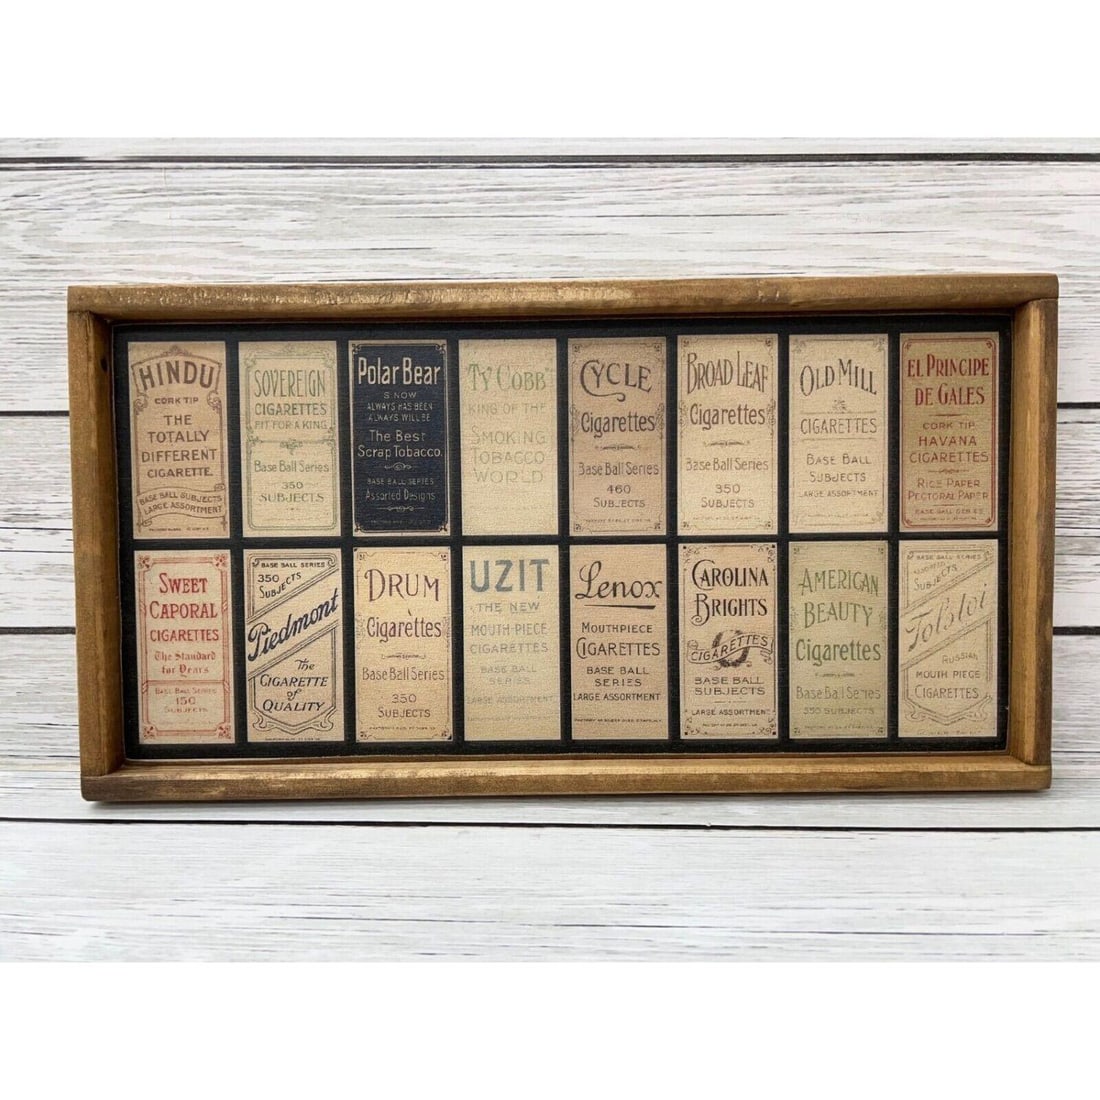 HINDU
CORK TIP
THE
TOTALLY
DIFFERENT
CIGARETTE.
BASE BALL SUBJECTS
LARGE ASSORTMENT
SOVEREIGN
CIGARETTES
FIT FOR A KING
Base Ball Series
350
SUBJECTS
Polar Bear
IS NOW
ALWAYS HAS BEEN
ALWAYS WILL BE
The Best
Scrap Tobacco.
BASE BALL SERIES
Assorted Designs
"TY COBB"
KING OF THE
SMOKING
TOBACCO
WORLD
CYCLE
Cigarettes
Base Ball Series
460
SUBJECTS
BROAD LEAF
Cigarettes
Base Ball Series
350
SUBJECTS
OLD MILL
CIGARETTES
BASE BALL
SUBJECTS
LARGE ASSORTMENT
EL PRINCIPE
DE GALES
CORK TIP
HAVANA
CIGARETTES
RICE PAPER
PECTORAL PAPER
BASE BALL SERIES
SWEET
CAPORAL
CIGARETTES
The Standard
for Years
BASE BALL SERIES
150
SUBJECTS
BASE BALL SERIES
350
SUBJECTS
Piedmont
The
CIGARETTE
OF
QUALITY
DRUM
Cigarettes
Base Ball Series
350
SUBJECTS
UZIT
THE NEW
MOUTH-PIECE
CIGARETTES
BASE BALL
SERIES
LARGE ASSORTMENT
Lenox
MOUTHPIECE
CIGARETTES
BASE BALL
SERIES
LARGE ASSORTMENT
CAROLINA
BRIGHTS
CIGARETTES
BASE BALL
SUBJECTS
LARGE ASSORTMENT
AMERICAN
BEAUTY
Cigarettes
Base Ball Series
350 SUBJECTS
BASE BALL SERIES
SUBJECTS
Tolstoi
RUSSIAN
MOUTH PIECE
CIGARETTES